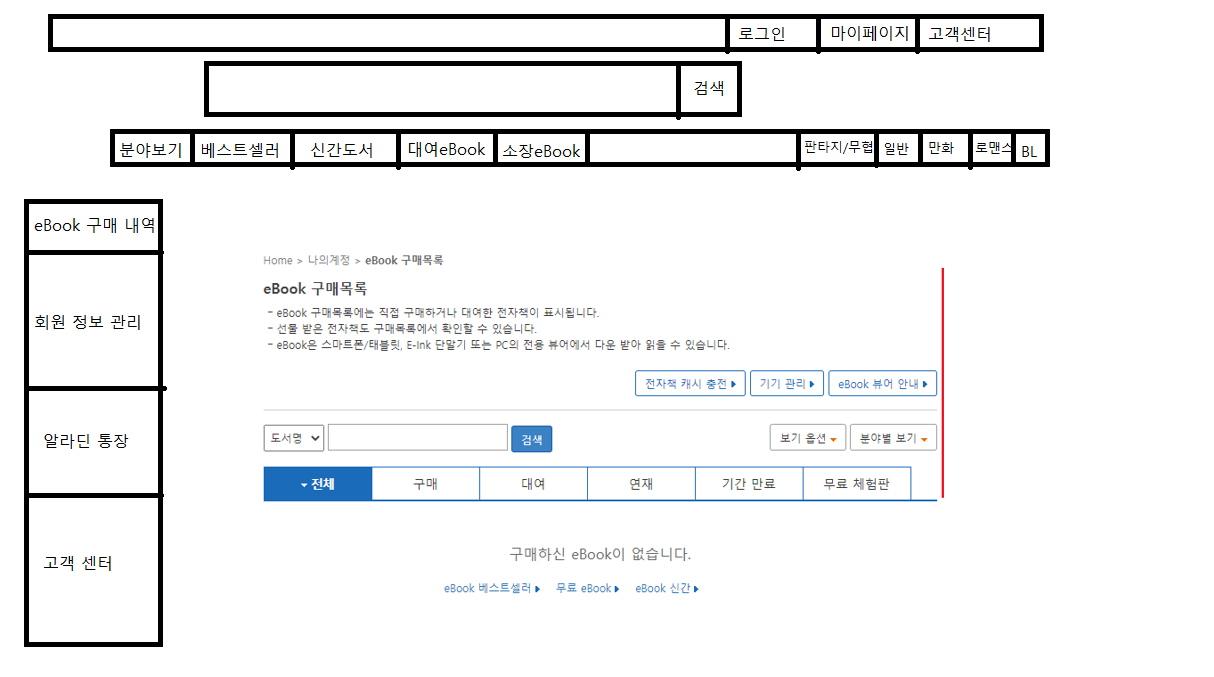 로그인 마이페이지 고객센터
검색
분야보기 베스트셀러 신간도서 대여eBook 소장eBook 판타지/무협 일반 만화 로맨스 BL
eBook 구매 내역
회원 정보 관리
알라딘 통장
고객 센터
Home > 나의계정 > eBook 구매목록
eBook 구매목록
- eBook 구매목록에는 직접 구매하거나 대여한 전자책이 표시됩니다.
- 선물 받은 전자책도 구매목록에서 확인할 수 있습니다.
- eBook은 스마트폰/태블릿, E-Ink 단말기 또는 PC의 전용 뷰어에서 다운 받아 읽을 수 있습니다.
전자책 캐시 충전 기기 관리 eBook 뷰어 안내
도서명 검색 보기 옵션 분야별 보기
전체 구매 대여 연재 기간 만료 무료 체험판
구매하신 eBook이 없습니다.
eBook 베스트셀러 무료 eBook eBook 신간